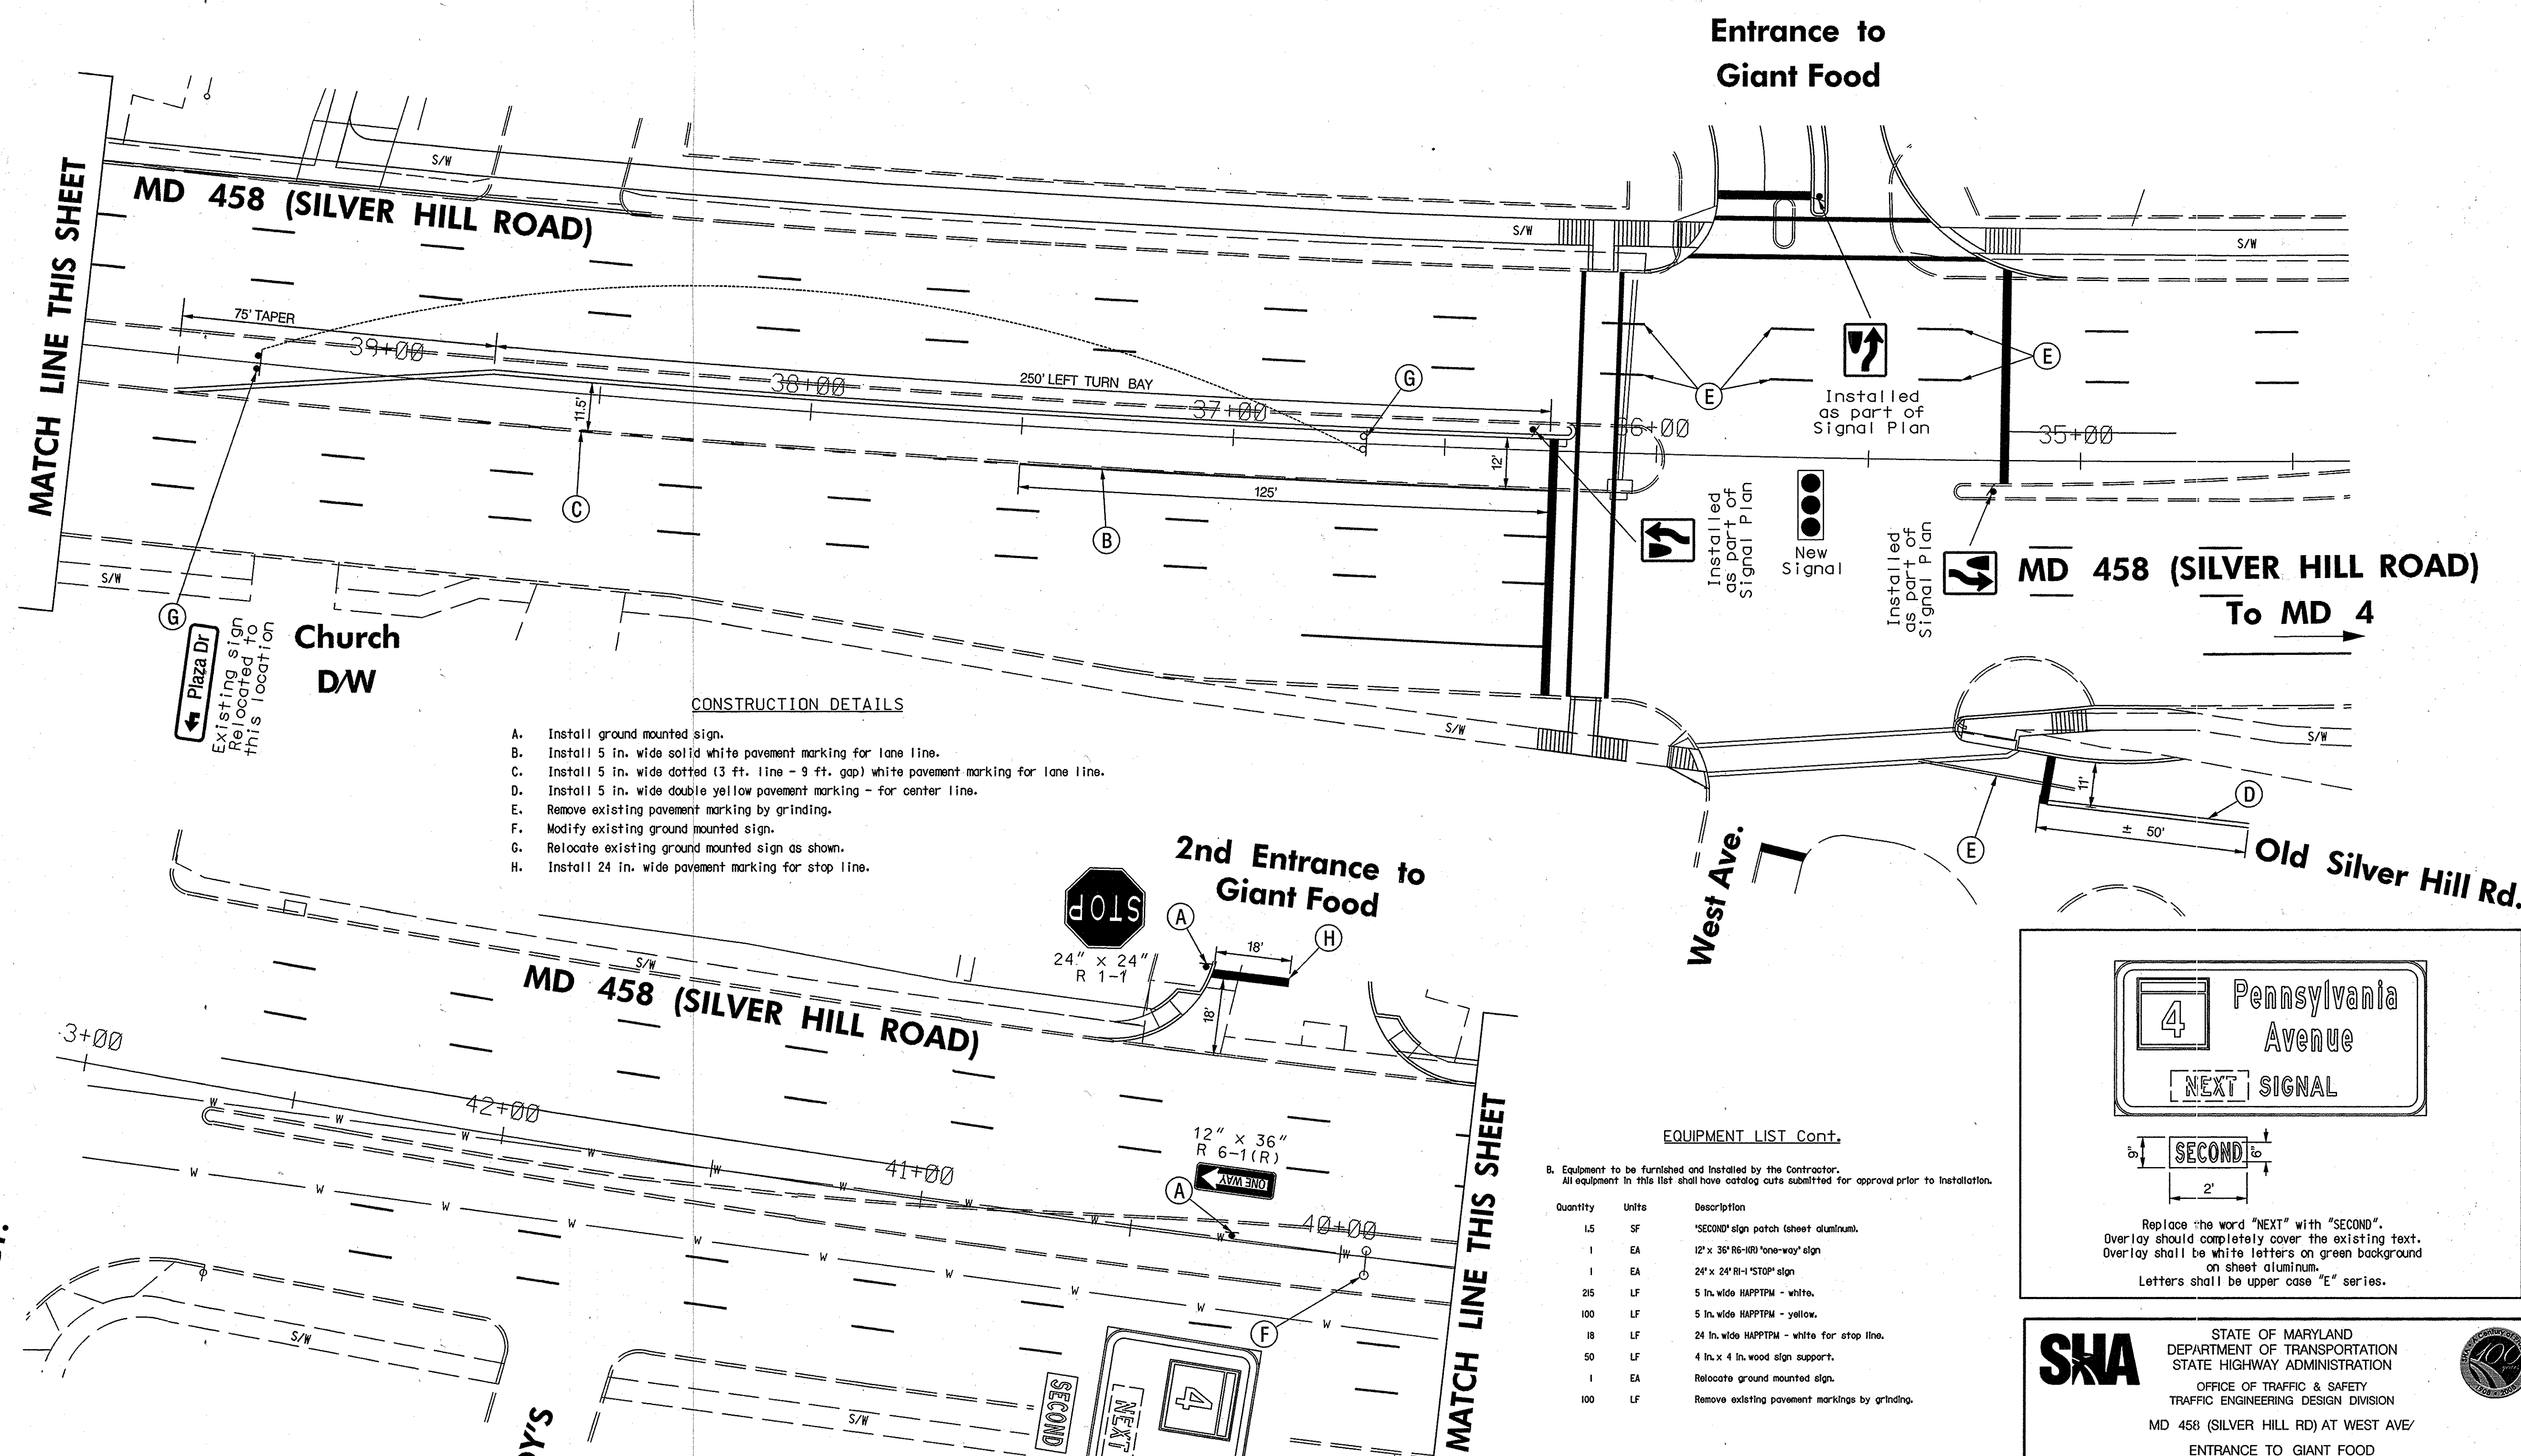 Entrance to
Giant Food
MATCH LINE THIS SHEET
MD 458 (SILVER HILL ROAD)
S/W
S/W
S/W
75' TAPER
39+00
38+00
250' LEFT TURN BAY
37+00
36+00
35+00
11.5'
12'
125'
G
C
B
E
E
G
Installed
as part of
Signal Plan
Installed
as part of
Signal Plan
New
Signal
Installed
as part of
Signal Plan
MD 458 (SILVER HILL ROAD)
To MD 4
S/W
Plaza Dr
Existing sign
Relocated to
this location
Church
D/W
S/W
S/W
11'
D
± 50'
E
Old Silver Hill Rd.
West Ave.
CONSTRUCTION DETAILS
A. Install ground mounted sign.
B. Install 5 in. wide solid white pavement marking for lane line.
C. Install 5 in. wide dotted (3 ft. line - 9 ft. gap) white pavement marking for lane line.
D. Install 5 in. wide double yellow pavement marking - for center line.
E. Remove existing pavement marking by grinding.
F. Modify existing ground mounted sign.
G. Relocate existing ground mounted sign as shown.
H. Install 24 in. wide pavement marking for stop line.
2nd Entrance to
Giant Food
STOP
24" x 24"
R 1-1
A
18'
H
18'
S/W
MD 458 (SILVER HILL ROAD)
3+00
42+00
41+00
40+00
W W W W W W W W W W
W W W W W W W W W W
12" x 36"
R 6-1(R)
ONE WAY
A
F
S/W
S/W
SECOND
NEXT
4
Y'S
MATCH LINE THIS SHEET
EQUIPMENT LIST Cont.
B. Equipment to be furnished and installed by the Contractor.
All equipment in this list shall have catalog cuts submitted for approval prior to installation.
Quantity Units Description
1.5 SF "SECOND" sign patch (sheet aluminum).
1 EA 12" x 36" R6-1(R) "one-way" sign
1 EA 24" x 24" R1-1 "STOP" sign
215 LF 5 in. wide HAPPTPM - white.
100 LF 5 in. wide HAPPTPM - yellow.
18 LF 24 in. wide HAPPTPM - white for stop line.
50 LF 4 in. x 4 in. wood sign support.
1 EA Relocate ground mounted sign.
100 LF Remove existing pavement markings by grinding.
4
Pennsylvania
Avenue
NEXT SIGNAL
9"
SECOND
6"
2'
Replace the word "NEXT" with "SECOND".
Overlay should completely cover the existing text.
Overlay shall be white letters on green background
on sheet aluminum.
Letters shall be upper case "E" series.
SHA
STATE OF MARYLAND
DEPARTMENT OF TRANSPORTATION
STATE HIGHWAY ADMINISTRATION
OFFICE OF TRAFFIC & SAFETY
TRAFFIC ENGINEERING DESIGN DIVISION
MD 458 (SILVER HILL RD) AT WEST AVE/
ENTRANCE TO GIANT FOOD